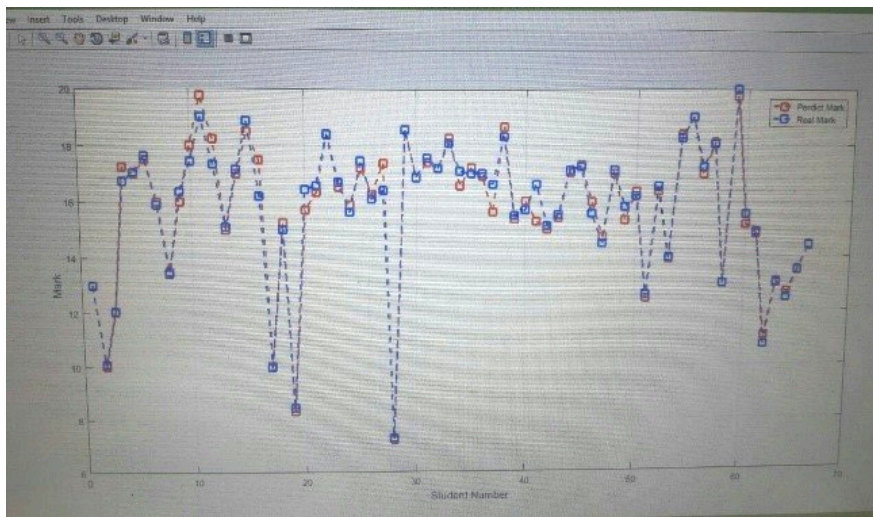 Insert Tools Desktop Window Help
Perdict Mark
Real Mark
20
18
16
14
12
10
8
6
Mark
0 10 20 30 40 50 60 70
Student Number